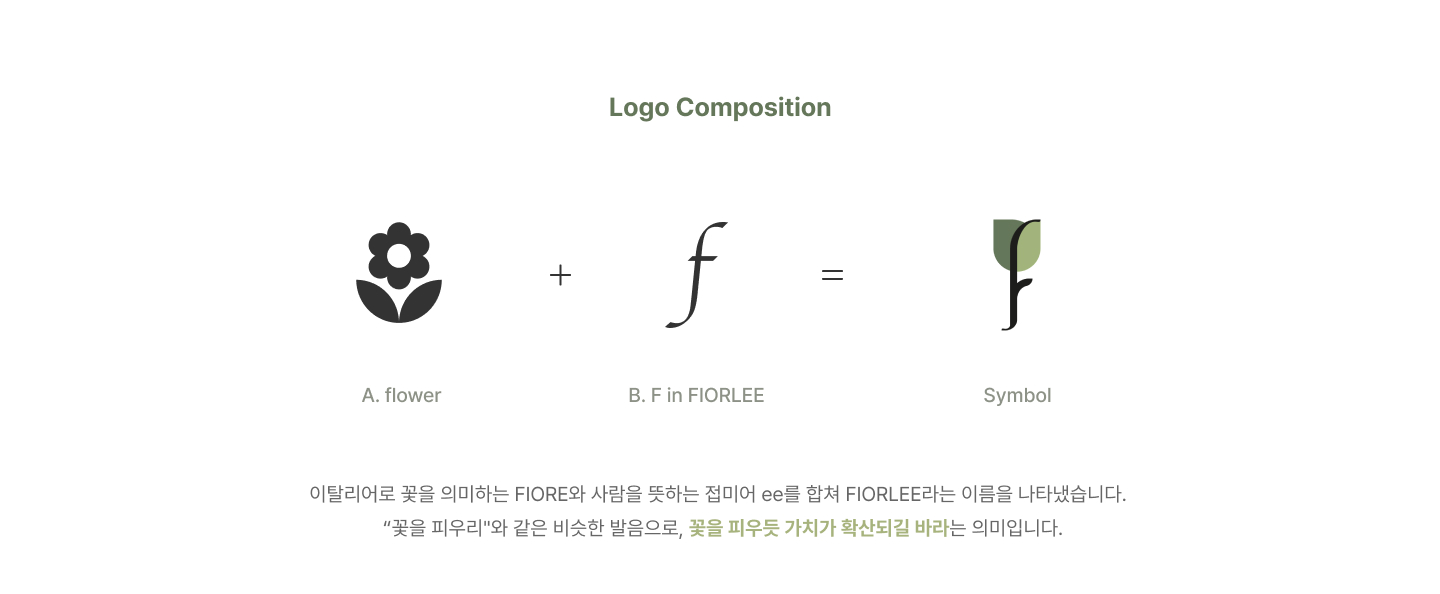 Logo Composition
+
=
A. flower
B. F in FIORLEE
Symbol
이탈리어로 꽃을 의미하는 FIORE와 사람을 뜻하는 접미어 ee를 합쳐 FIORLEE라는 이름을 나타냈습니다.
“꽃을 피우리"와 같은 비슷한 발음으로, 꽃을 피우듯 가치가 확산되길 바라는 의미입니다.